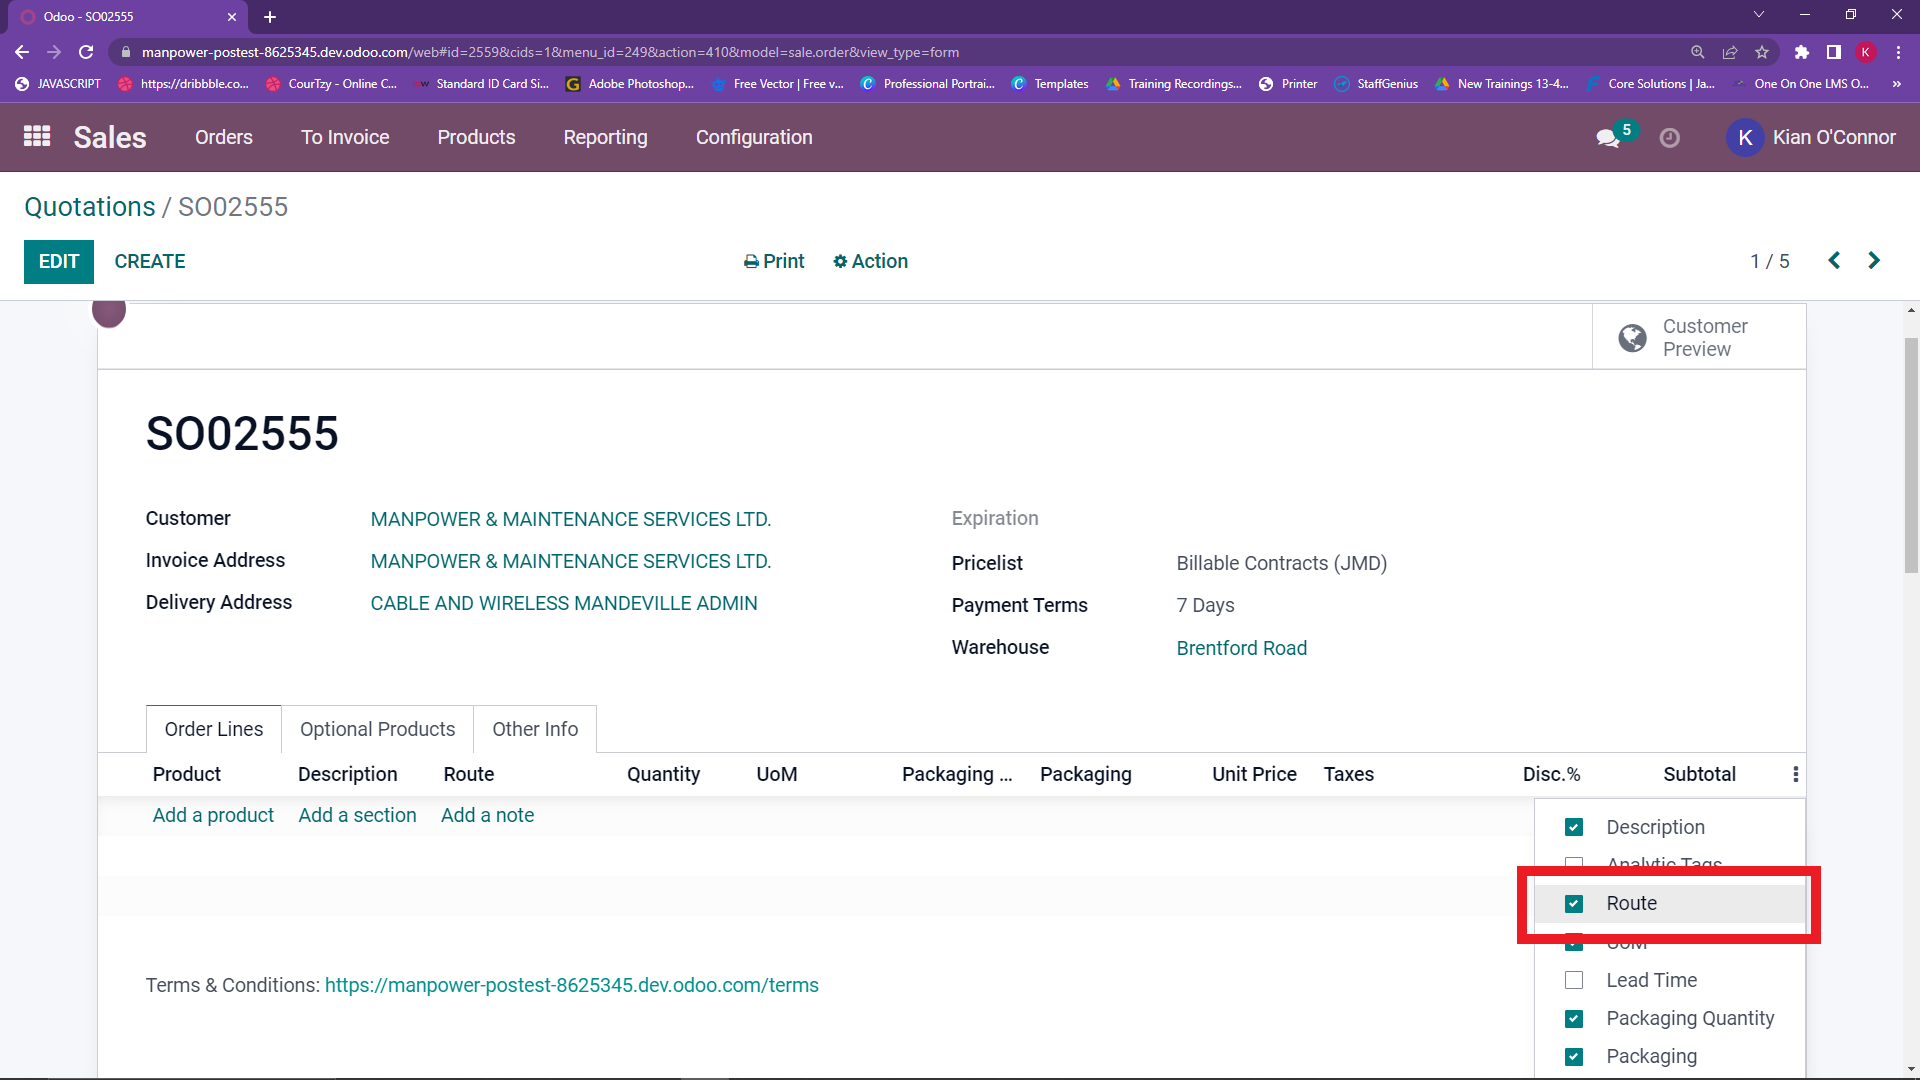 Odoo - SO02555
manpower-postest-8625345.dev.odoo.com/web#id=2559&cids=1&menu_id=249&action=410&model=sale.order&view_type=form
K
JAVASCRIPT https://dribbble.co... CourTzy - Online C... Standard ID Card Si... Adobe Photoshop... Free Vector | Free v... Professional Portrai... Templates Training Recordings... Printer StaffGenius New Trainings 13-4... Core Solutions | Ja... One On One LMS O... »
Sales Orders To Invoice Products Reporting Configuration 5 K Kian O'Connor
Quotations / SO02555
EDIT CREATE Print Action 1 / 5
Customer
Preview
SO02555
Customer MANPOWER & MAINTENANCE SERVICES LTD. Expiration
Invoice Address MANPOWER & MAINTENANCE SERVICES LTD. Pricelist Billable Contracts (JMD)
Delivery Address CABLE AND WIRELESS MANDEVILLE ADMIN Payment Terms 7 Days
Warehouse Brentford Road
Order Lines Optional Products Other Info
Product Description Route Quantity UoM Packaging ... Packaging Unit Price Taxes Disc.% Subtotal
Add a product Add a section Add a note
Description
Analytic Tags
Route
UoM
Lead Time
Packaging Quantity
Packaging
Terms & Conditions: https://manpower-postest-8625345.dev.odoo.com/terms